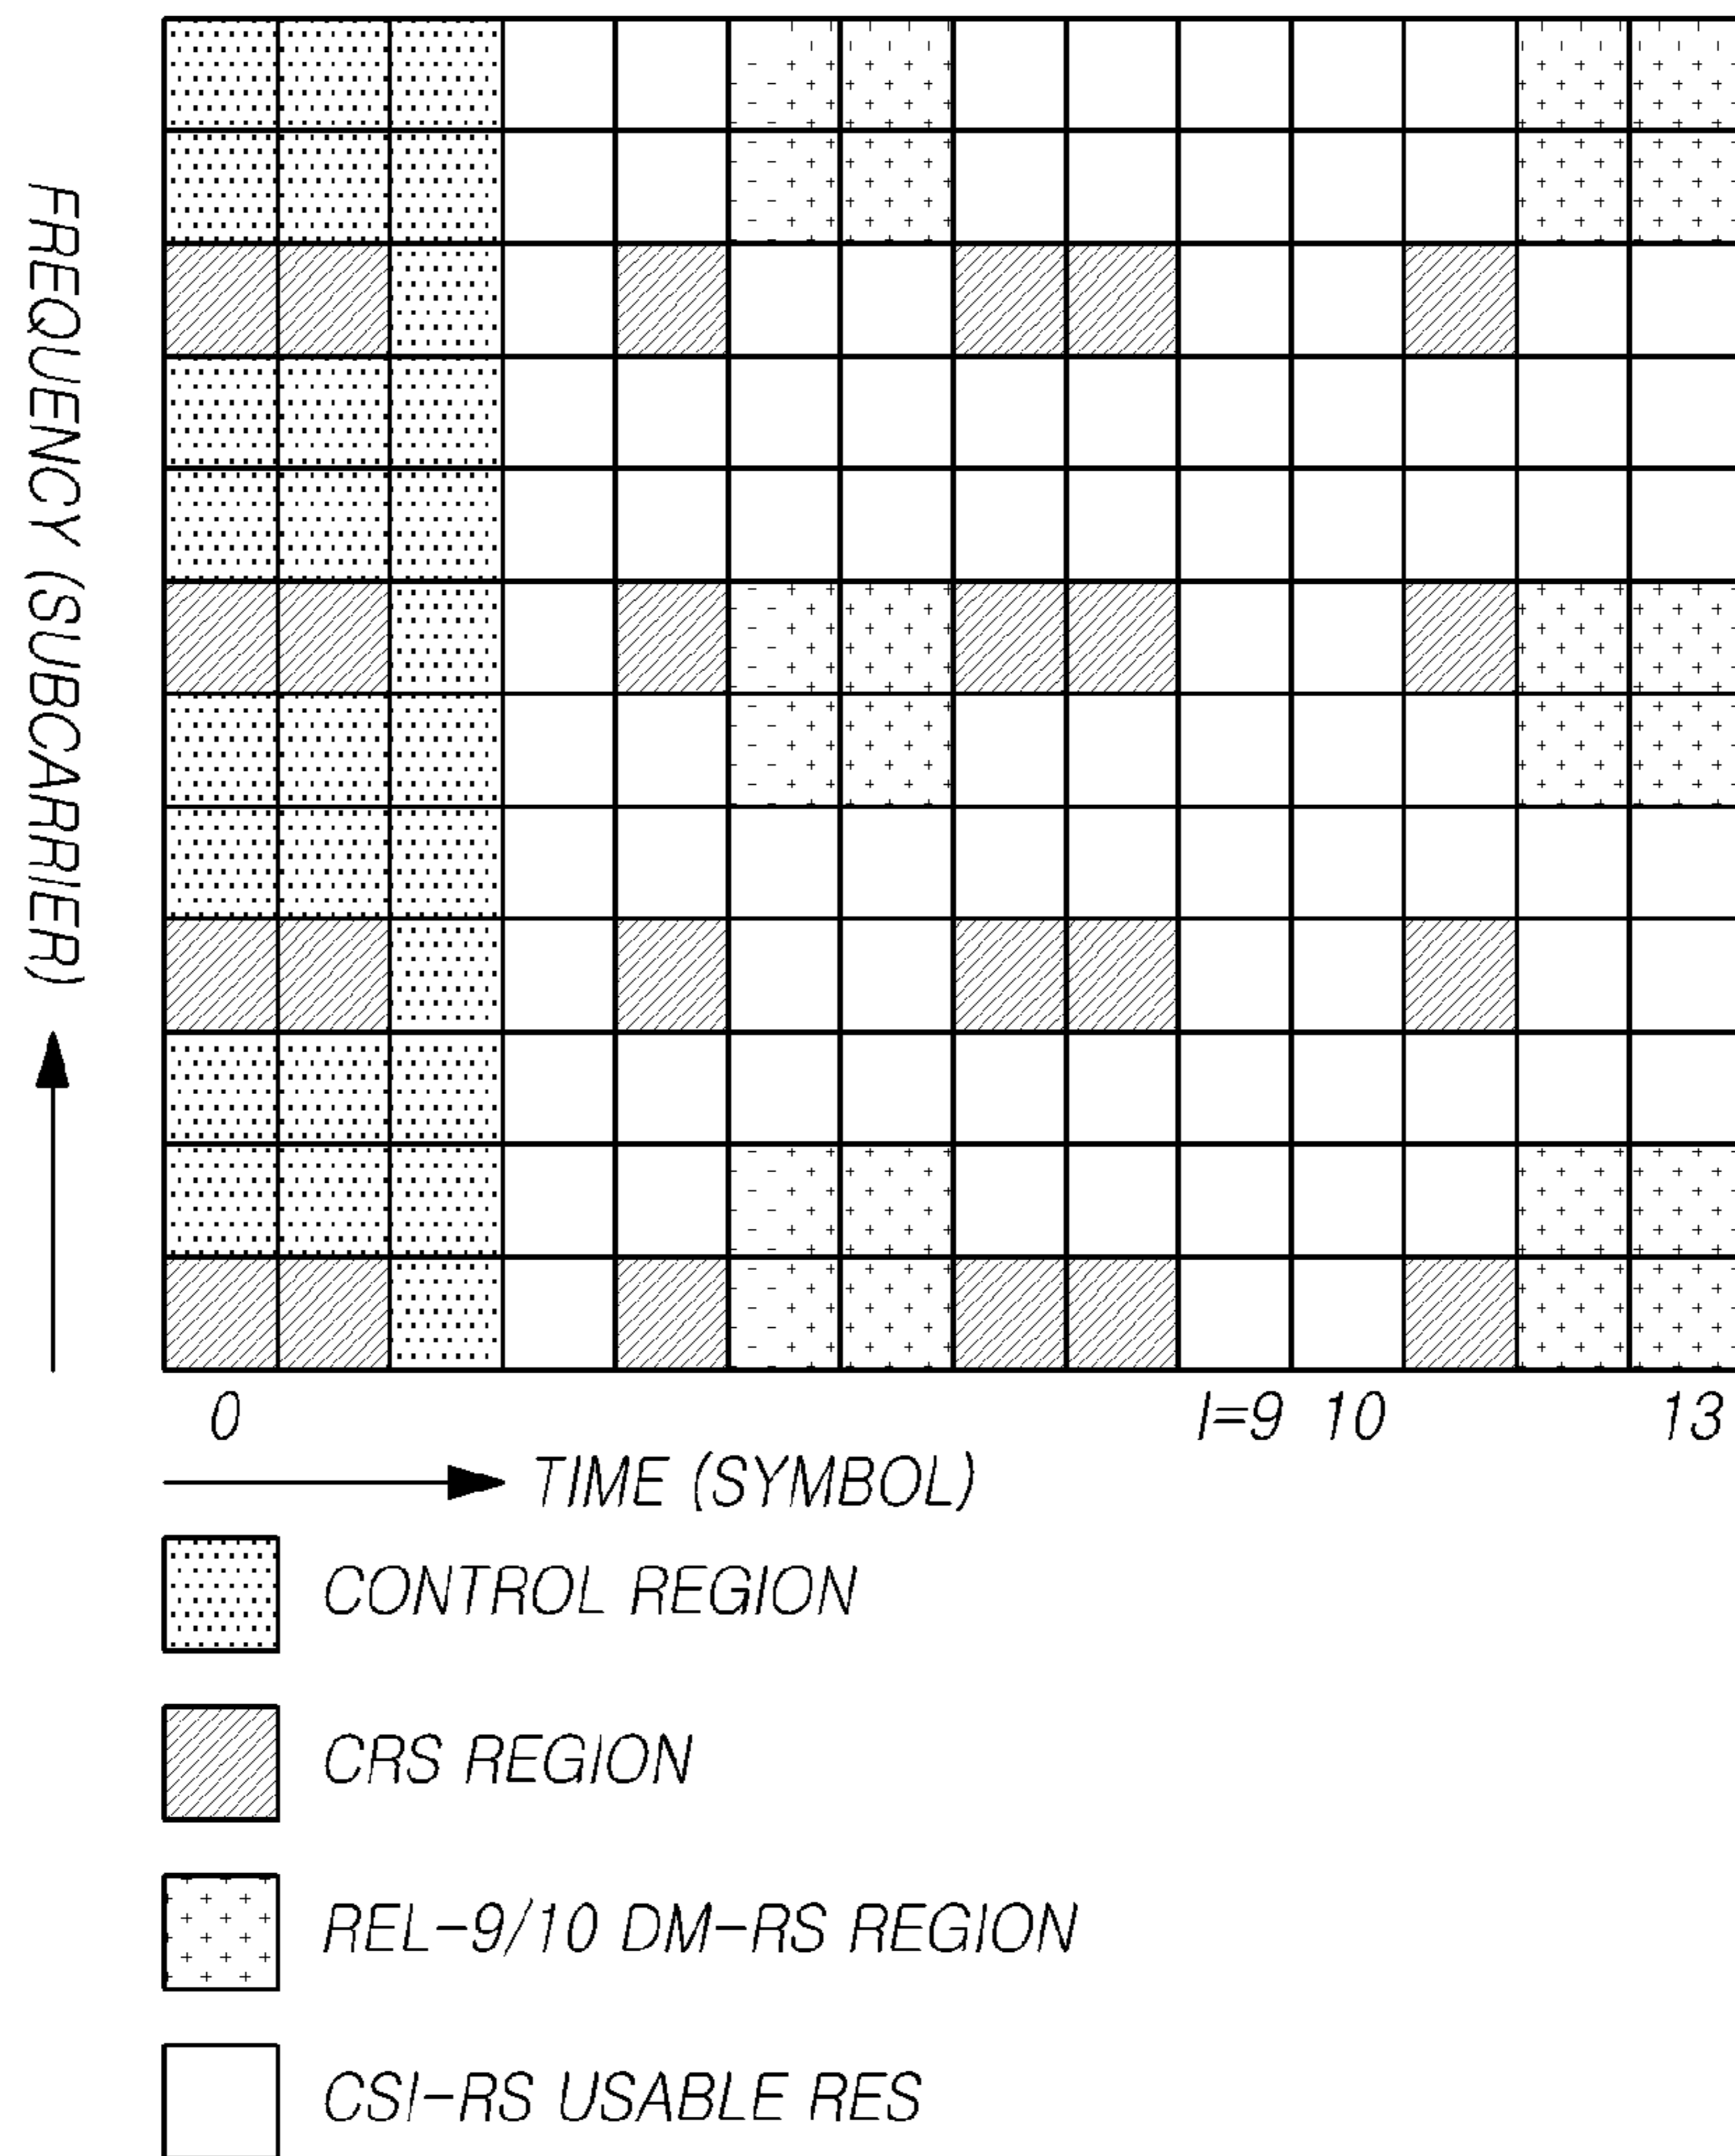 FREQUENCY (SUBCARRIER)
0
l=9
10
13
TIME (SYMBOL)
CONTROL REGION
CRS REGION
REL-9/10 DM-RS REGION
CSI-RS USABLE RES